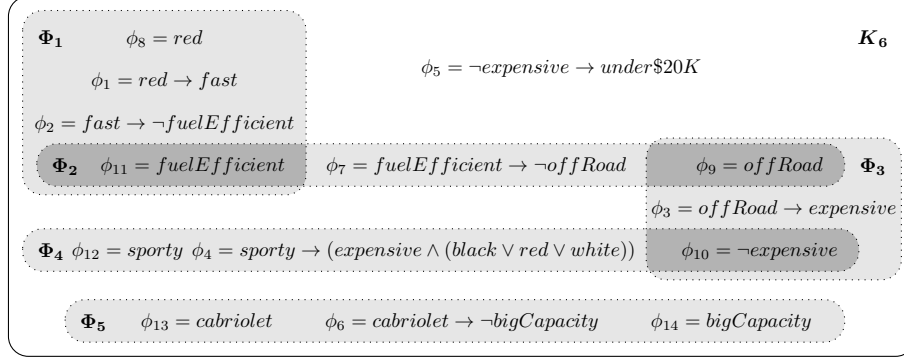 Φ₁ ϕ₈ = red K₆
ϕ₅ = ¬expensive → under$20K
ϕ₁ = red → fast
ϕ₂ = fast → ¬fuelEfficient
Φ₂ ϕ₁₁ = fuelEfficient ϕ₇ = fuelEfficient → ¬offRoad ϕ₉ = offRoad Φ₃
ϕ₃ = offRoad → expensive
Φ₄ ϕ₁₂ = sporty ϕ₄ = sporty → (expensive ∧ (black ∨ red ∨ white)) ϕ₁₀ = ¬expensive
Φ₅ ϕ₁₃ = cabriolet ϕ₆ = cabriolet → ¬bigCapacity ϕ₁₄ = bigCapacity